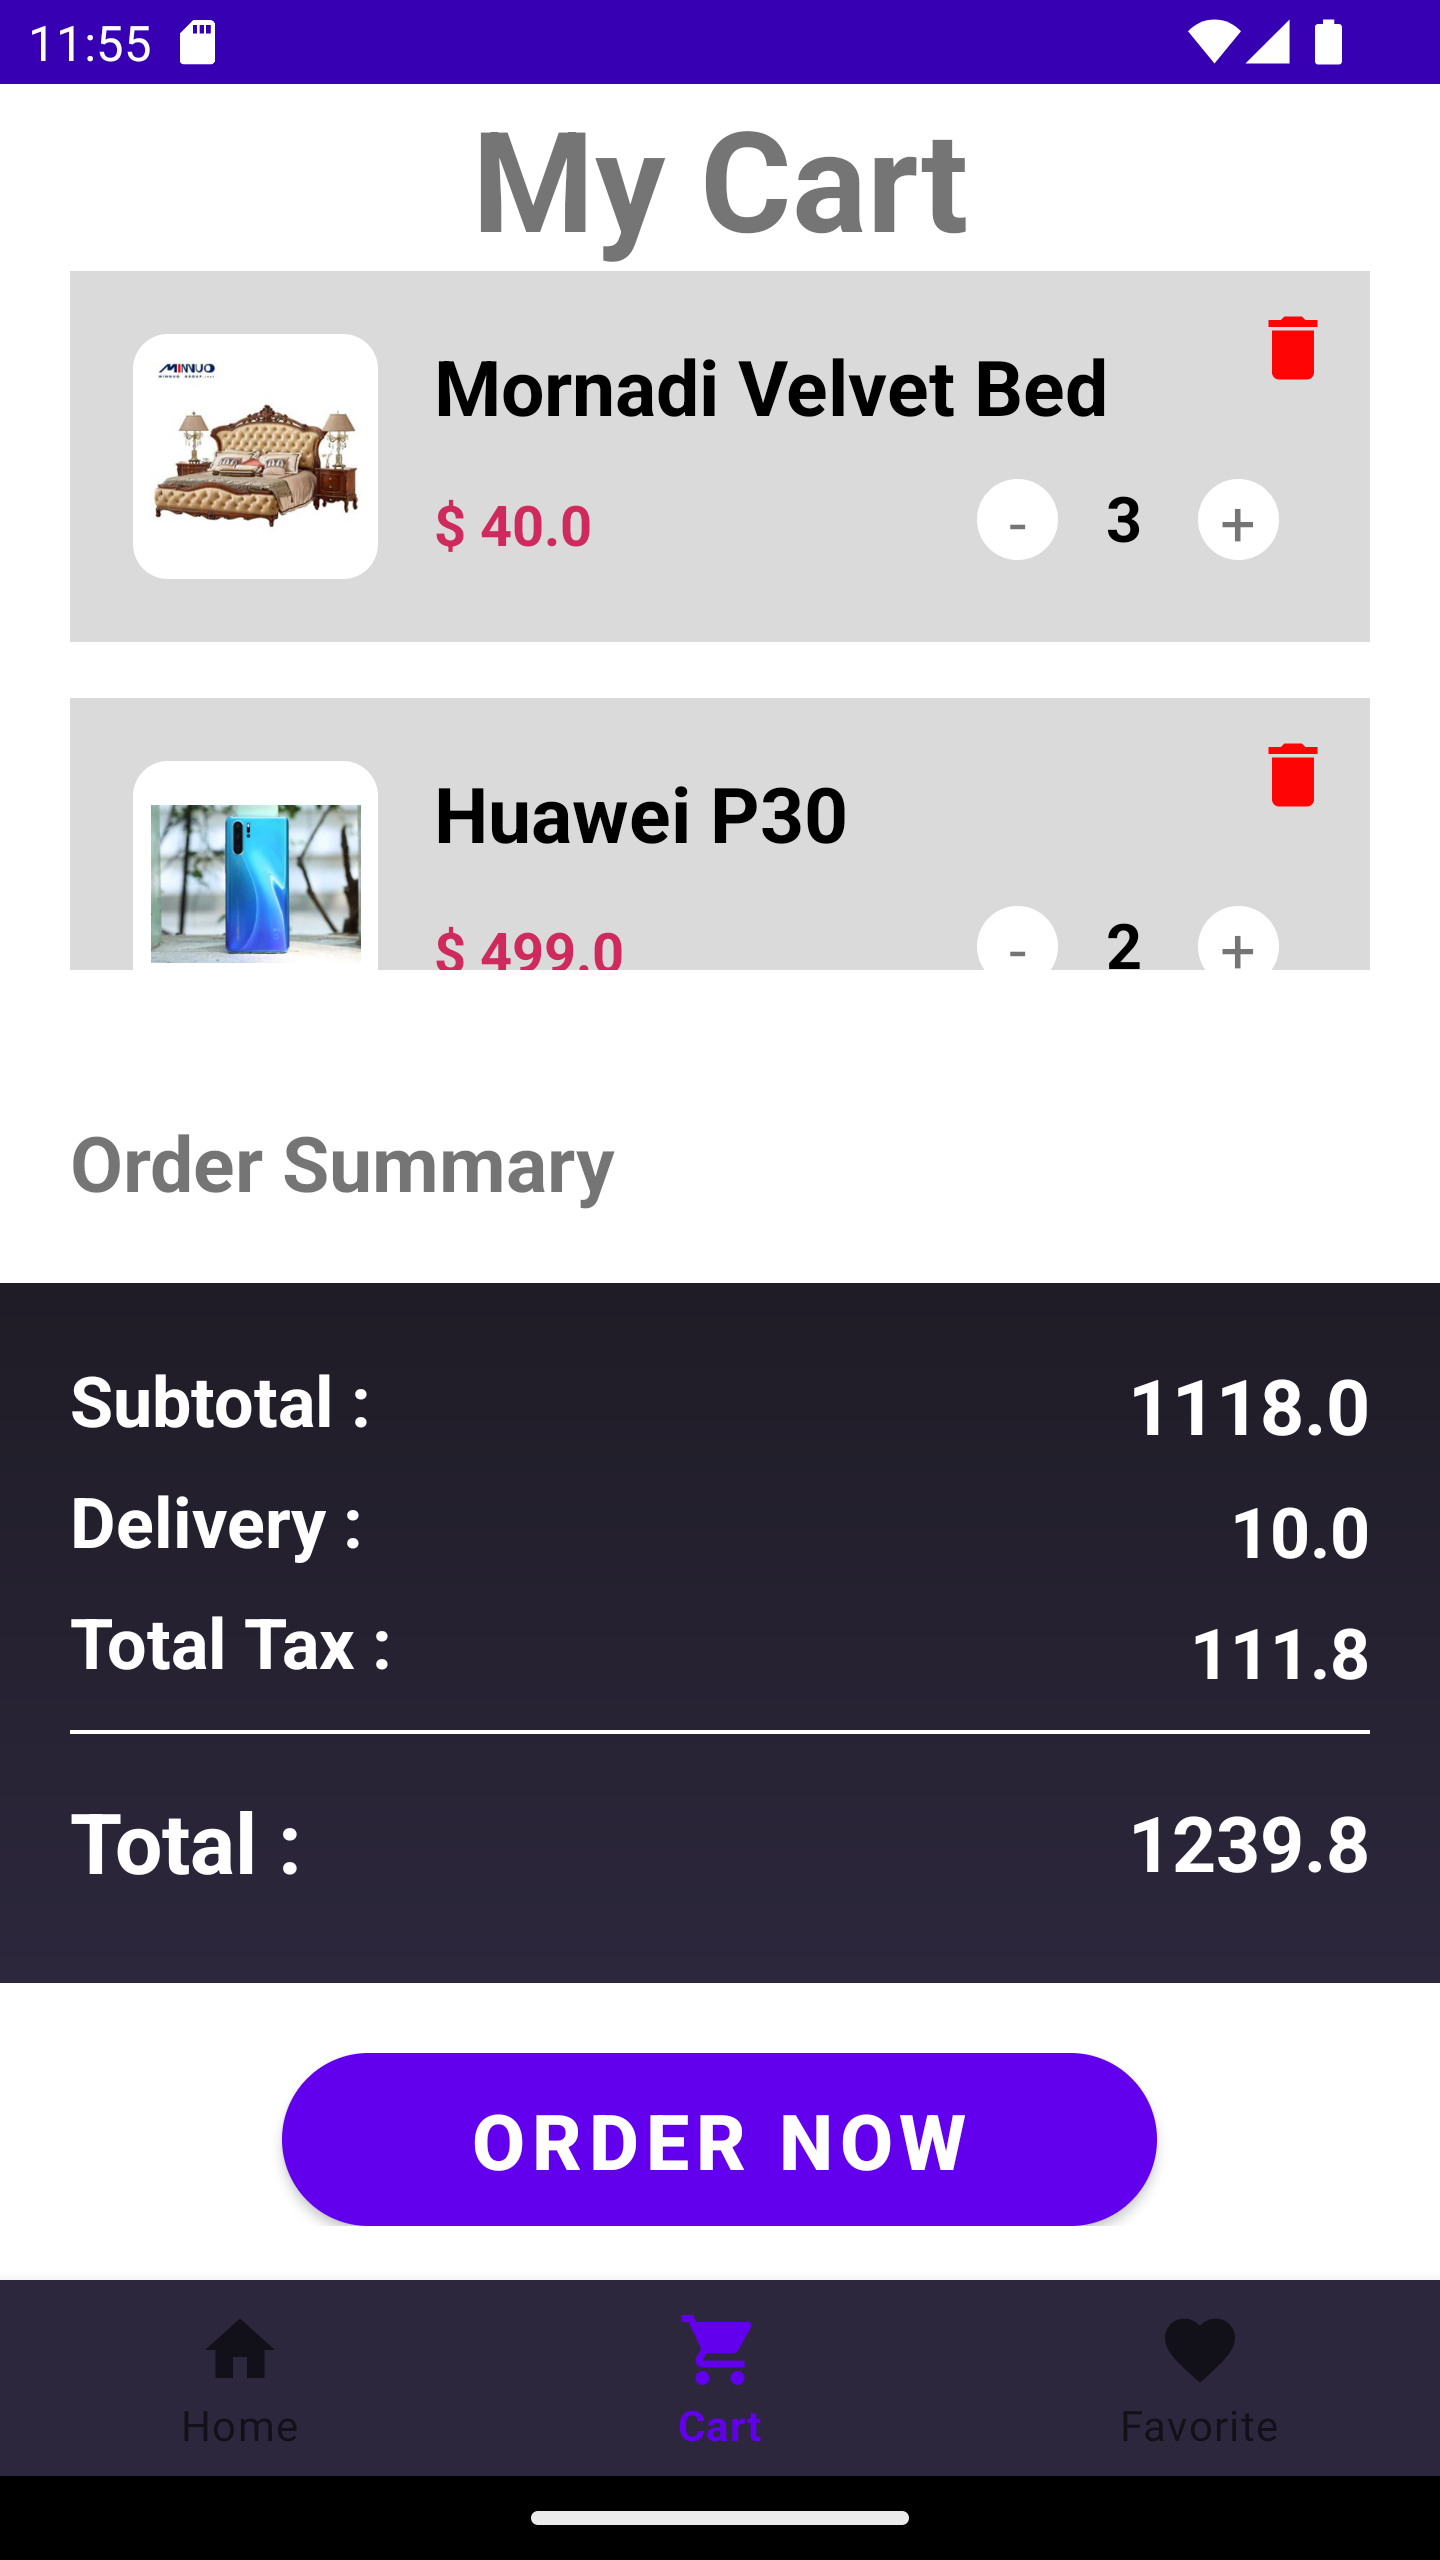 11:55
My Cart
MINNUO
Mornadi Velvet Bed
$ 40.0
- 3 +
Huawei P30
$ 499.0
- 2 +
Order Summary
Subtotal : 1118.0
Delivery : 10.0
Total Tax : 111.8
Total : 1239.8
ORDER NOW
Home Cart Favorite